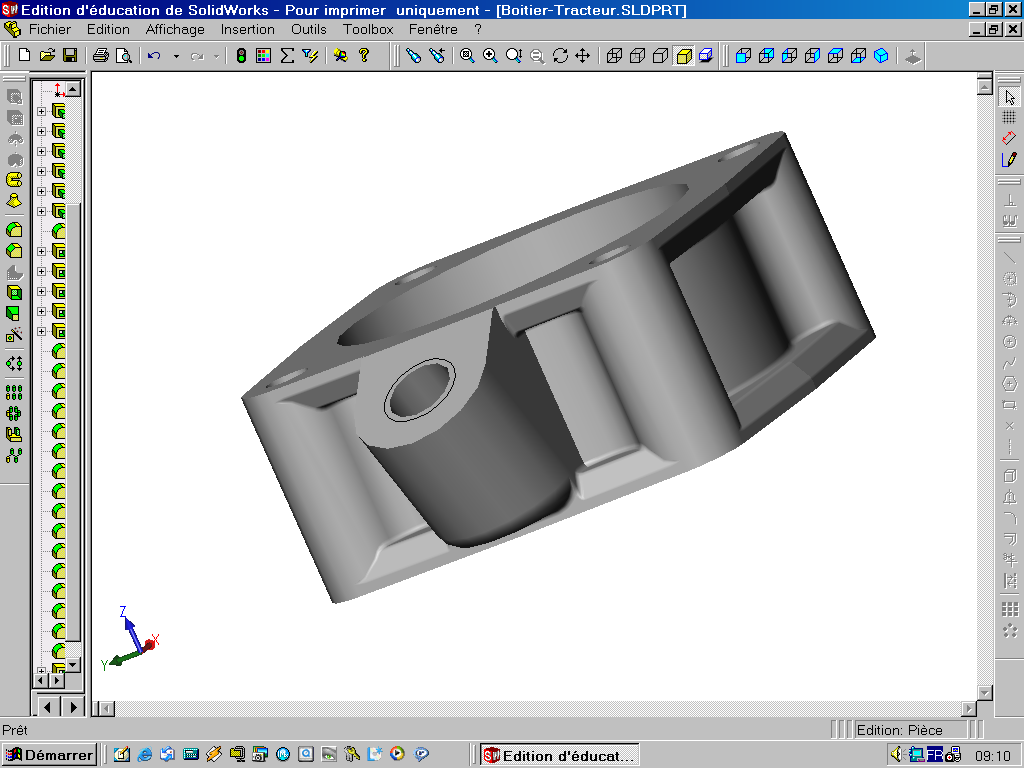 Edition d'éducation de SolidWorks - Pour imprimer uniquement - [Boitier-Tracteur.SLDPRT]
Fichier Edition Affichage Insertion Outils Toolbox Fenêtre ?
Z
X
Y
Prêt Edition: Pièce
Démarrer Edition d'éducat... FR 09:10